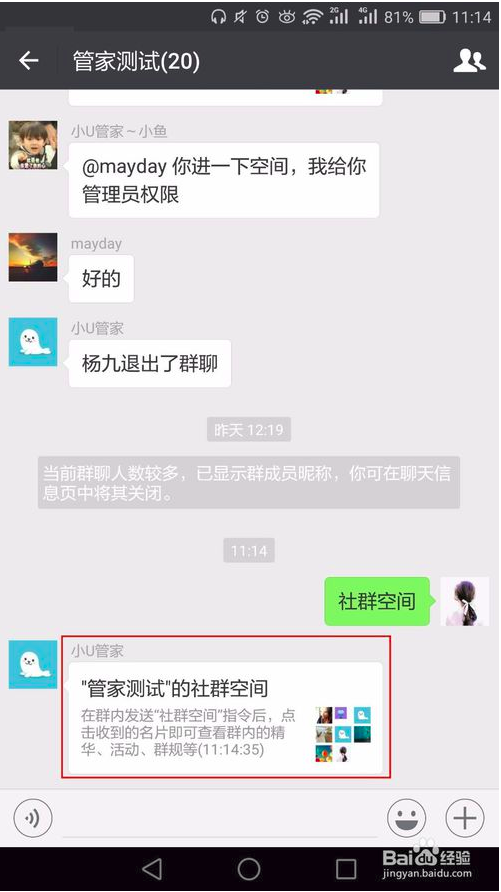 2G 4G 81% 11:14
管家测试(20)
小U管家～小鱼
@mayday 你进一下空间，我给你
管理员权限
mayday
好的
小U管家
杨九退出了群聊
昨天 12:19
当前群聊人数较多，已显示群成员昵称，你可在聊天信
息页中将其关闭。
11:14
社群空间
小U管家
"管家测试"的社群空间
在群内发送“社群空间”指令后，点
击收到的名片即可查看群内的精
华、活动、群规等(11:14:35)
Baidu经验
jingyan.baidu.com